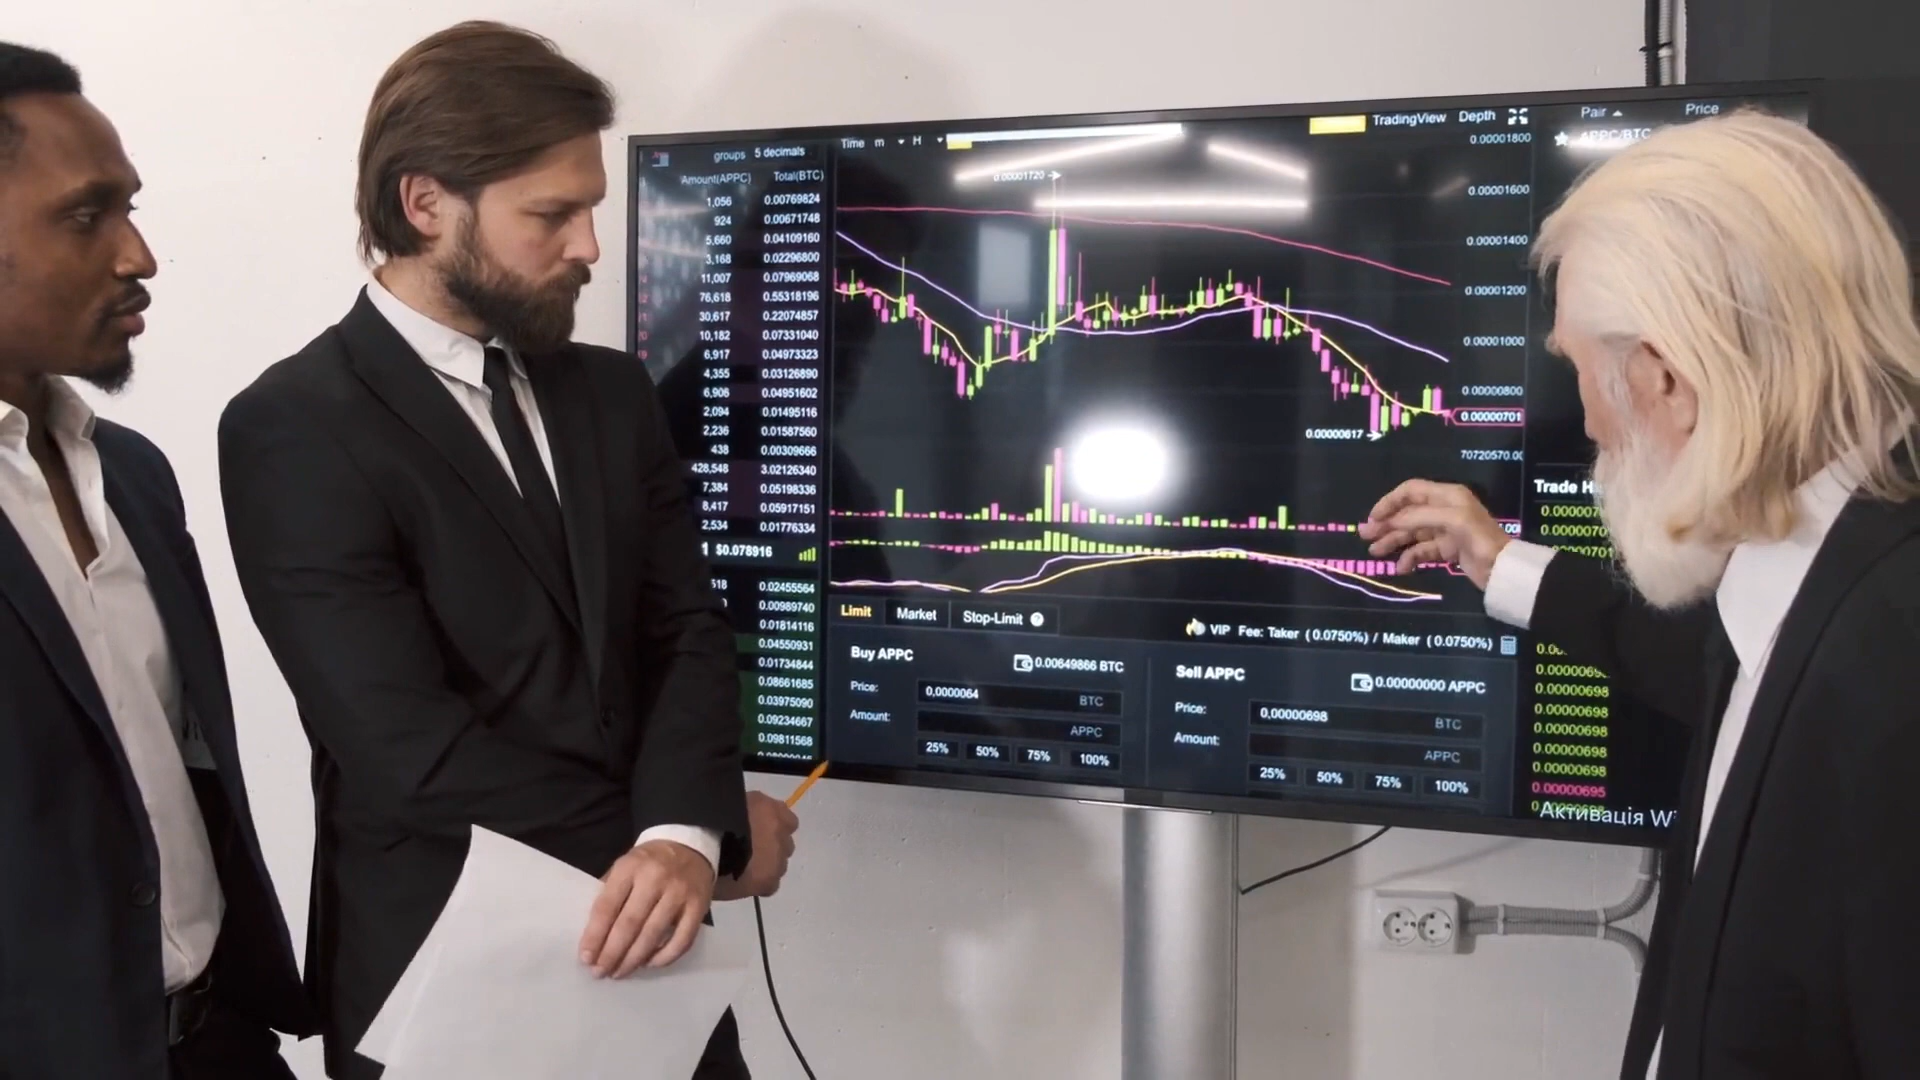 groups 5 decimals
Amount(APPC) Total(BTC)
1,056 0.00769824
924 0.00671748
5,660 0.04109160
3,168 0.02296800
11,007 0.07969068
76,618 0.55318196
30,617 0.22074857
10,182 0.07331040
6,917 0.04973323
4,355 0.03126890
6,906 0.04951602
2,094 0.01495116
2,236 0.01587560
438 0.00309666
428,548 3.02126340
7,384 0.05198336
8,417 0.05917151
2,534 0.01776334
1 $0.078916
518 0.02455564
0.00989740
0.01814116
0.04550931
0.01734844
0.08661685
0.03975090
0.09234667
0.09811568
Time m H
TradingView Depth
0.00001720
0.00001800
0.00001600
0.00001400
0.00001200
0.00001000
0.00000800
0.00000701
0.00000617
70720570.00
Limit Market Stop-Limit
VIP Fee: Taker (0.0750%) / Maker (0.0750%)
Buy APPC 0.00649866 BTC
Price: 0,0000064 BTC
Amount: APPC
25% 50% 75% 100%
Sell APPC 0.00000000 APPC
Price: 0,00000698 BTC
Amount: APPC
25% 50% 75% 100%
Pair Price
APPC/BTC
Trade H
0.00000698
0.00000698
0.00000698
0.00000698
0.00000698
0.00000695
Активація W